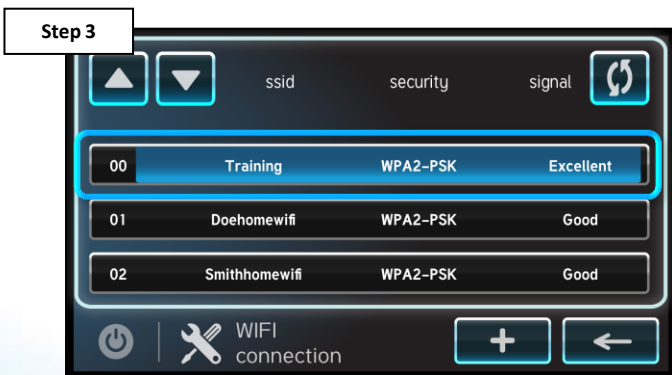 Step 3
ssid security signal
00 Training WPA2-PSK Excellent
01 Doehomewifi WPA2-PSK Good
02 Smithhomewifi WPA2-PSK Good
WIFI
connection